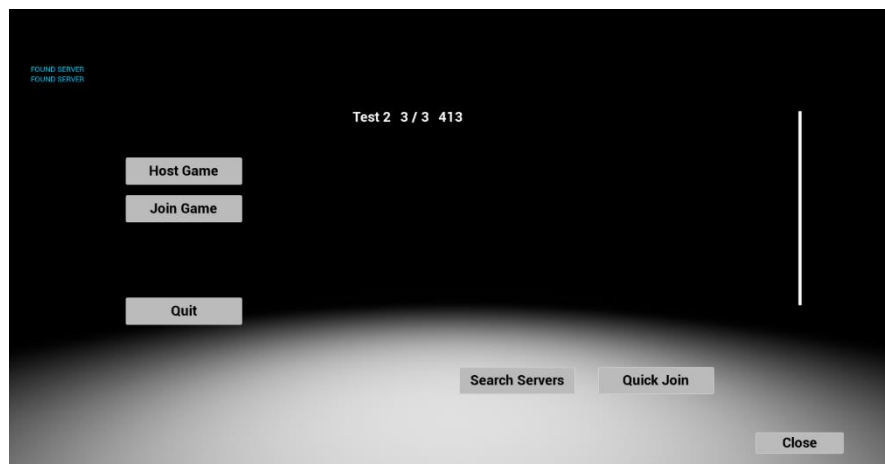 FOUND SERVER
FOUND SERVER
Test 2 3 / 3 413
Host Game
Join Game
Quit
Search Servers
Quick Join
Close